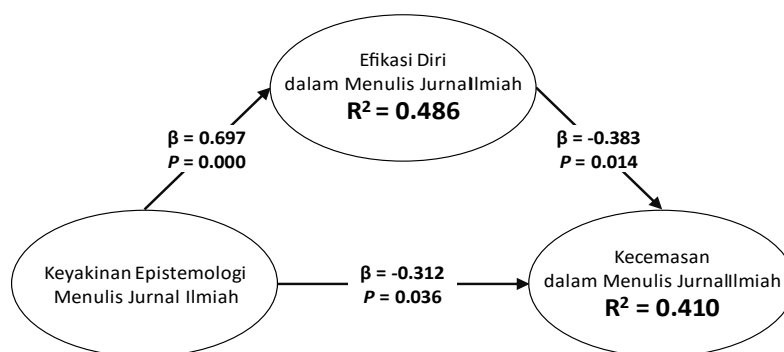 Efikasi Diri
dalam Menulis JurnalIlmiah
R² = 0.486
β = 0.697
P = 0.000
β = -0.383
P = 0.014
Keyakinan Epistemologi
Menulis Jurnal Ilmiah
β = -0.312
P = 0.036
Kecemasan
dalam Menulis JurnalIlmiah
R² = 0.410